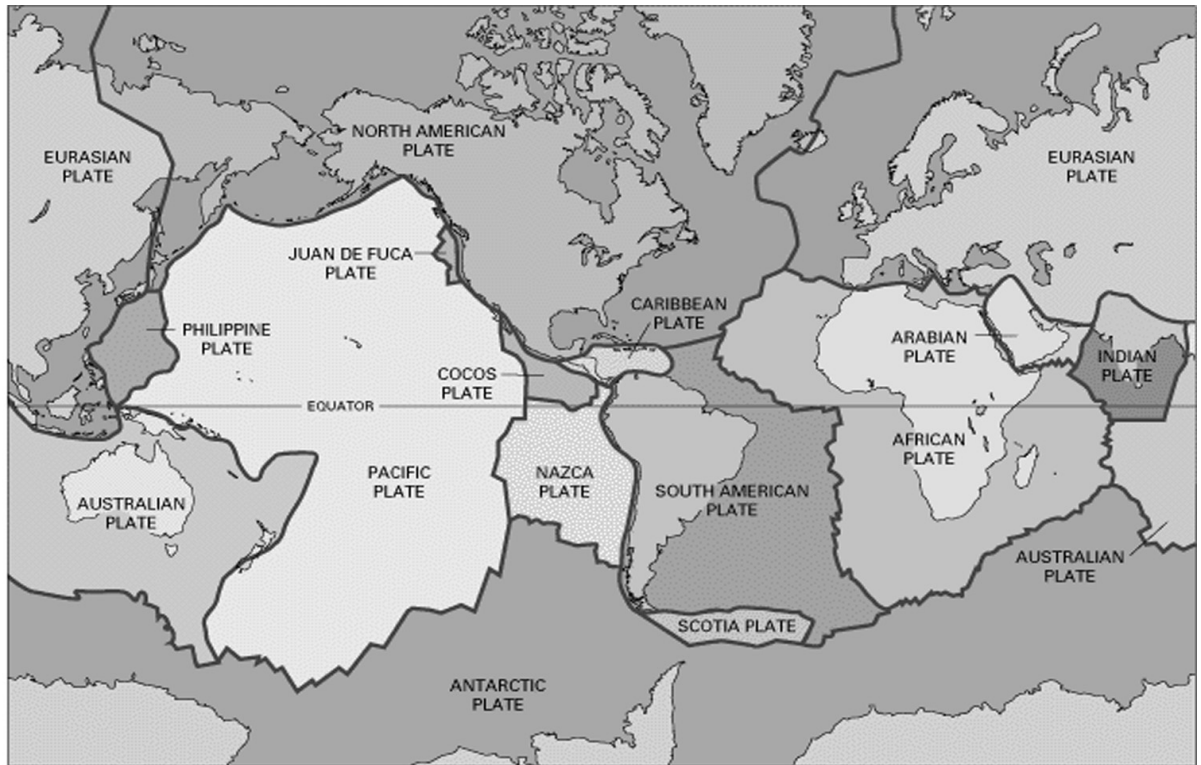 NORTH AMERICAN
PLATE
EURASIAN
PLATE
EURASIAN
PLATE
JUAN DE FUCA
PLATE
CARIBBEAN
PLATE
PHILIPPINE
PLATE
ARABIAN
PLATE
INDIAN
PLATE
COCOS
PLATE
EQUATOR
AFRICAN
PLATE
PACIFIC
PLATE
NAZCA
PLATE
SOUTH AMERICAN
PLATE
AUSTRALIAN
PLATE
AUSTRALIAN
PLATE
SCOTIA PLATE
ANTARCTIC
PLATE